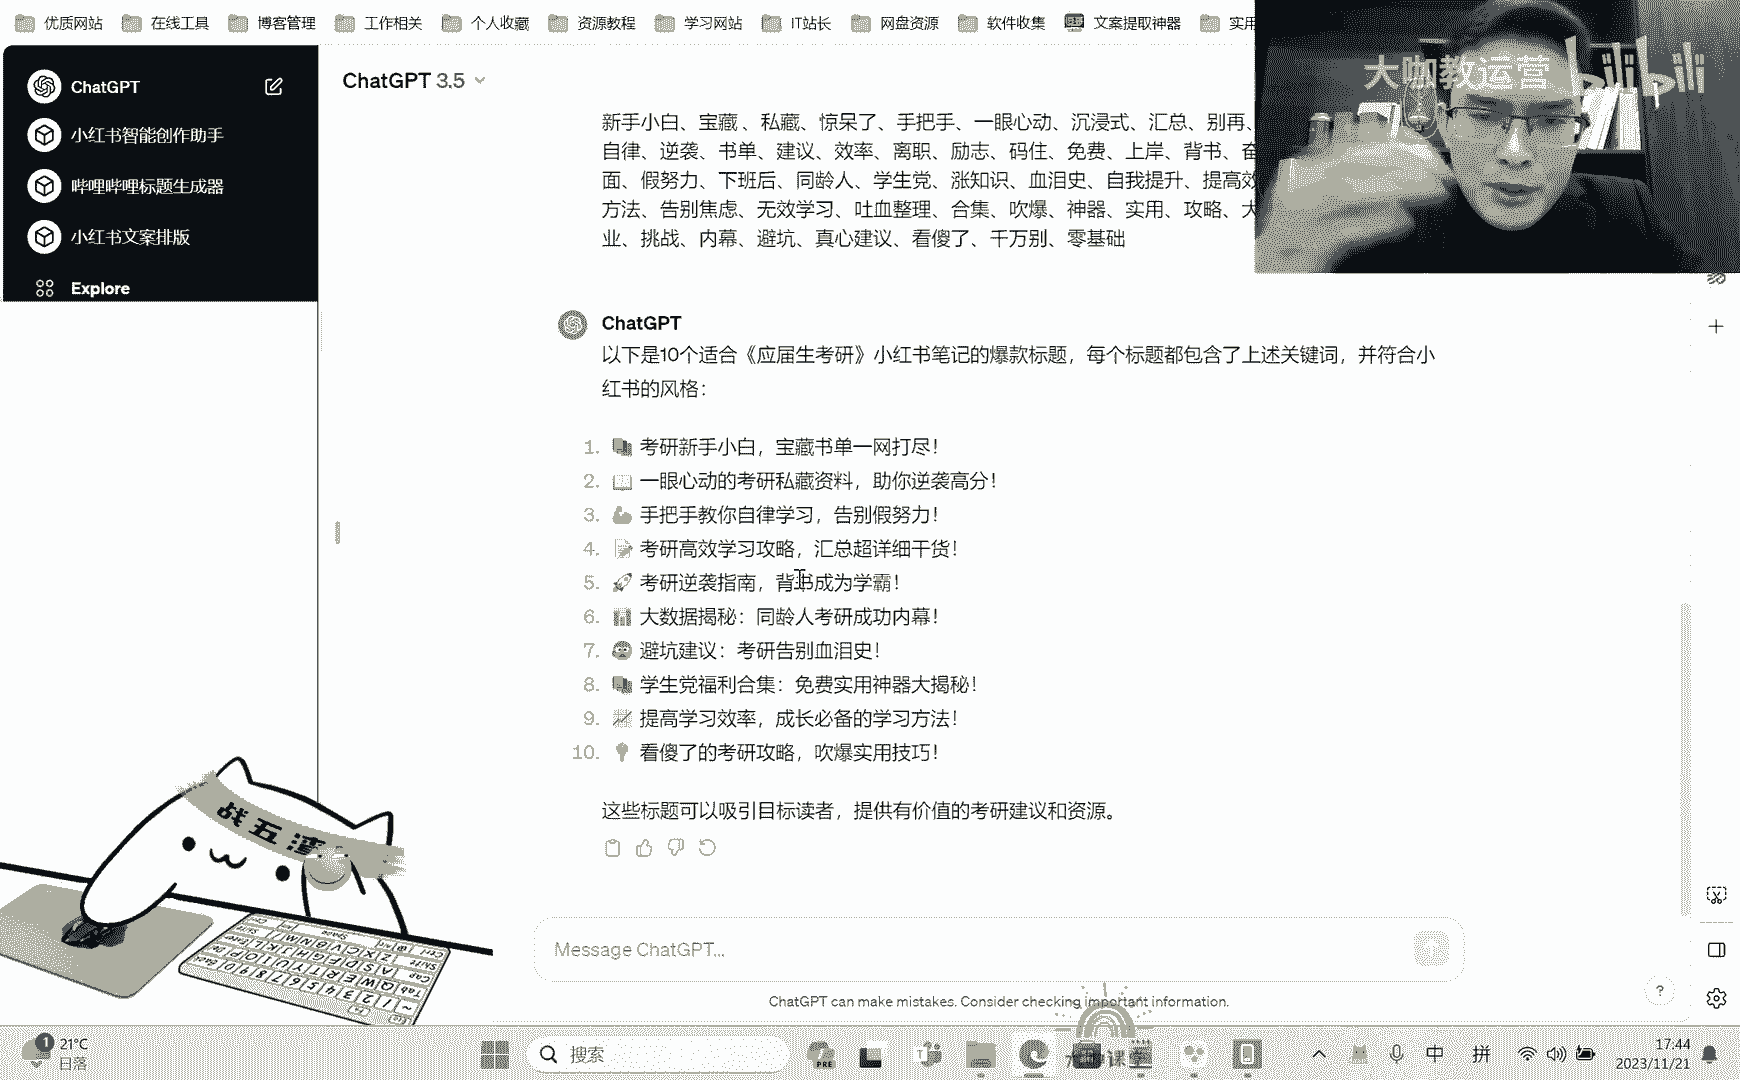 优质网站 在线工具 博客管理 工作相关 个人收藏 资源教程 学习网站 IT站长 网盘资源 软件收集 文案提取神器 实用
大咖教运营 bilibili
ChatGPT
小红书智能创作助手
哔哩哔哩标题生成器
小红书文案排版
Explore
ChatGPT 3.5
新手小白、宝藏、私藏、惊呆了、手把手、一眼心动、沉浸式、汇总、别再、
自律、逆袭、书单、建议、效率、离职、励志、码住、免费、上岸、背书、奋
面、假努力、下班后、同龄人、学生党、涨知识、血泪史、自我提升、提高效
方法、告别焦虑、无效学习、吐血整理、合集、吹爆、神器、实用、攻略、大
业、挑战、内幕、避坑、真心建议、看傻了、千万别、零基础
ChatGPT
以下是10个适合《应届生考研》小红书笔记的爆款标题，每个标题都包含了上述关键词，并符合小
红书的风格：
1. 考研新手小白，宝藏书单一网打尽！
2. 一眼心动的考研私藏资料，助你逆袭高分！
3. 手把手教你自律学习，告别假努力！
4. 考研高效学习攻略，汇总超详细干货！
5. 考研逆袭指南，背书成为学霸！
6. 大数据揭秘：同龄人考研成功内幕！
7. 避坑建议：考研告别血泪史！
8. 学生党福利合集：免费实用神器大揭秘！
9. 提高学习效率，成长必备的学习方法！
10. 看傻了的考研攻略，吹爆实用技巧！
这些标题可以吸引目标读者，提供有价值的考研建议和资源。
Message ChatGPT...
ChatGPT can make mistakes. Consider checking important information.
?
战五渣
1
21°C
日落
搜索
PRE
中
拼
17:44
2023/11/21